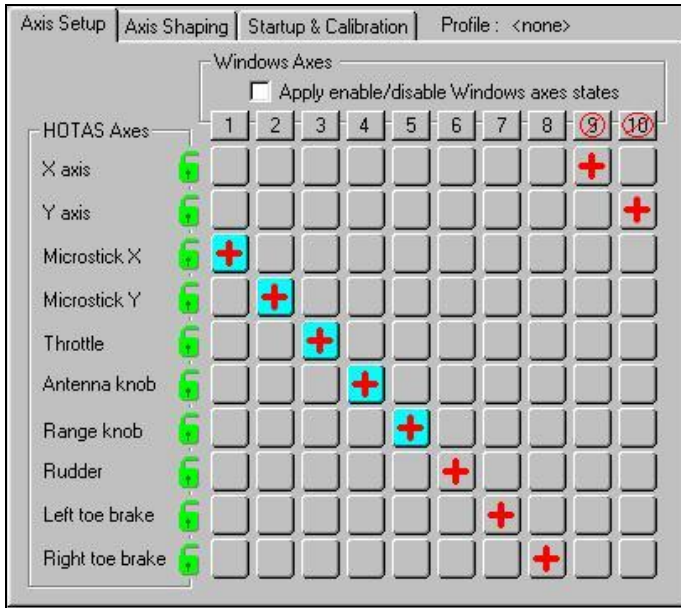 Axis Setup Axis Shaping Startup & Calibration Profile : <none>
Windows Axes
Apply enable/disable Windows axes states
HOTAS Axes 1 2 3 4 5 6 7 8 9 10
X axis
Y axis
Microstick X
Microstick Y
Throttle
Antenna knob
Range knob
Rudder
Left toe brake
Right toe brake